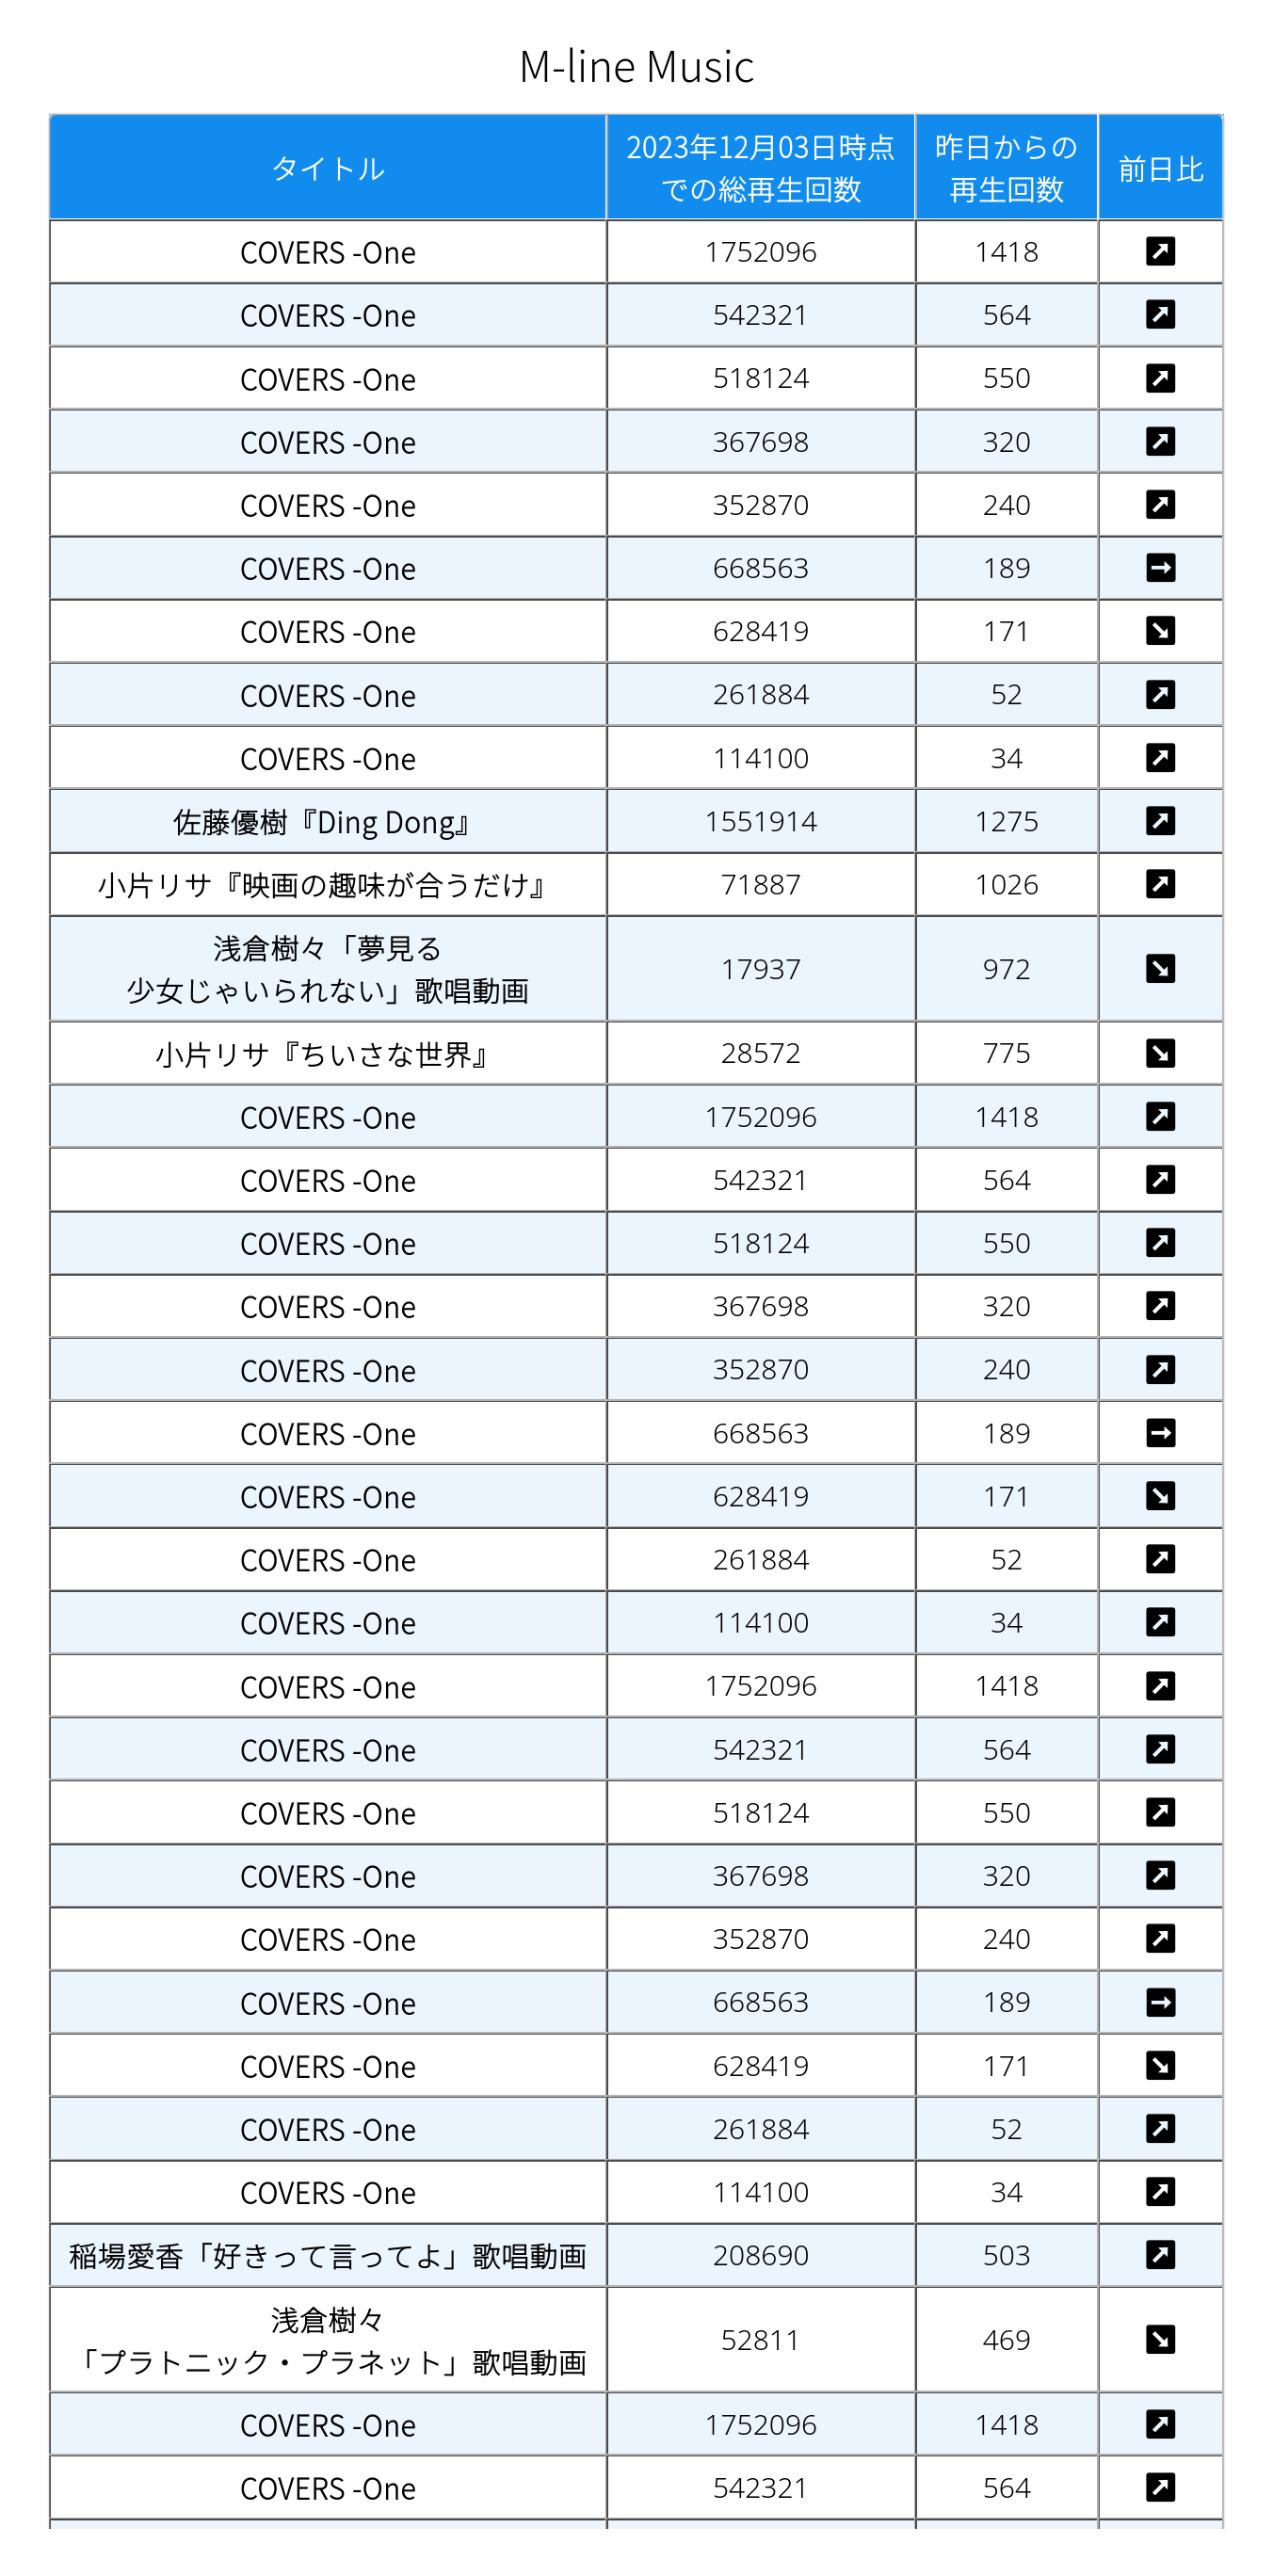 M-line Music
タイトル 2023年12月03日時点 昨日からの 前日比
での総再生回数 再生回数
COVERS -One 1752096 1418
COVERS -One 542321 564
COVERS -One 518124 550
COVERS -One 367698 320
COVERS -One 352870 240
COVERS -One 668563 189
COVERS -One 628419 171
COVERS -One 261884 52
COVERS -One 114100 34
佐藤優樹『Ding Dong』 1551914 1275
小片リサ『映画の趣味が合うだけ』 71887 1026
浅倉樹々「夢見る
少女じゃいられない」歌唱動画 17937 972
小片リサ『ちいさな世界』 28572 775
COVERS -One 1752096 1418
COVERS -One 542321 564
COVERS -One 518124 550
COVERS -One 367698 320
COVERS -One 352870 240
COVERS -One 668563 189
COVERS -One 628419 171
COVERS -One 261884 52
COVERS -One 114100 34
COVERS -One 1752096 1418
COVERS -One 542321 564
COVERS -One 518124 550
COVERS -One 367698 320
COVERS -One 352870 240
COVERS -One 668563 189
COVERS -One 628419 171
COVERS -One 261884 52
COVERS -One 114100 34
稲場愛香「好きって言ってよ」歌唱動画 208690 503
浅倉樹々
「プラトニック・プラネット」歌唱動画 52811 469
COVERS -One 1752096 1418
COVERS -One 542321 564